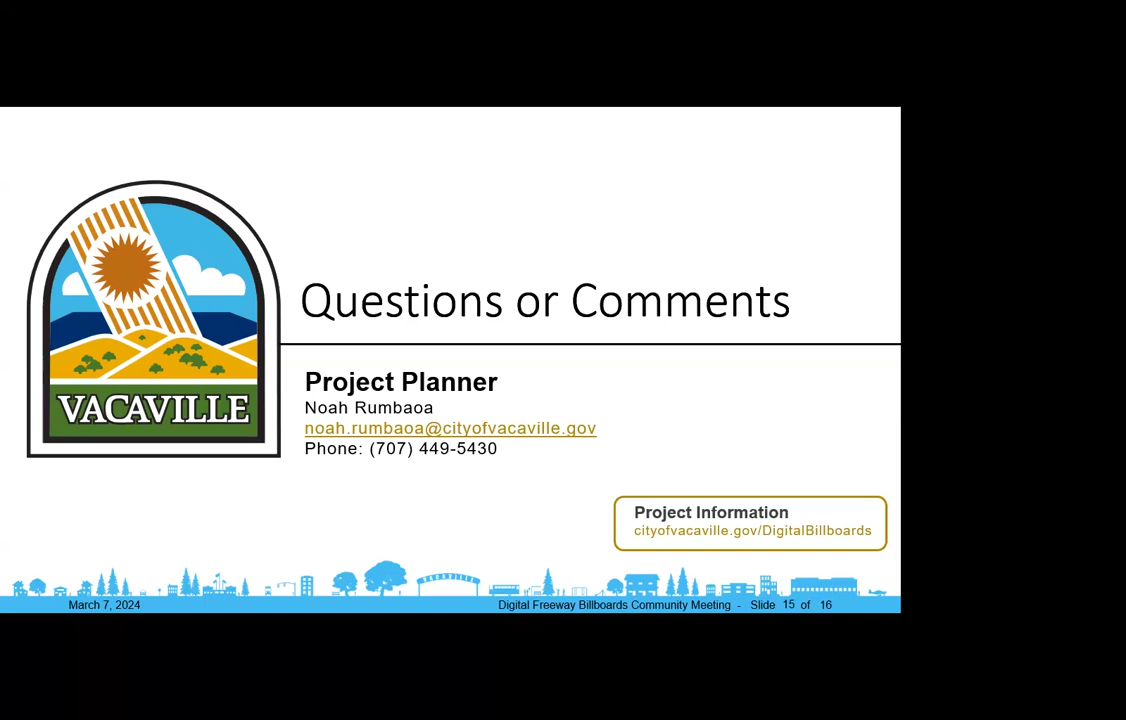 Questions or Comments
VACAVILLE
Project Planner
Noah Rumbaoa
noah.rumbaoa@cityofvacaville.gov
Phone: (707) 449-5430
Project Information
cityofvacaville.gov/DigitalBillboards
VACAVILLE
March 7, 2024
Digital Freeway Billboards Community Meeting - Slide 15 of 16